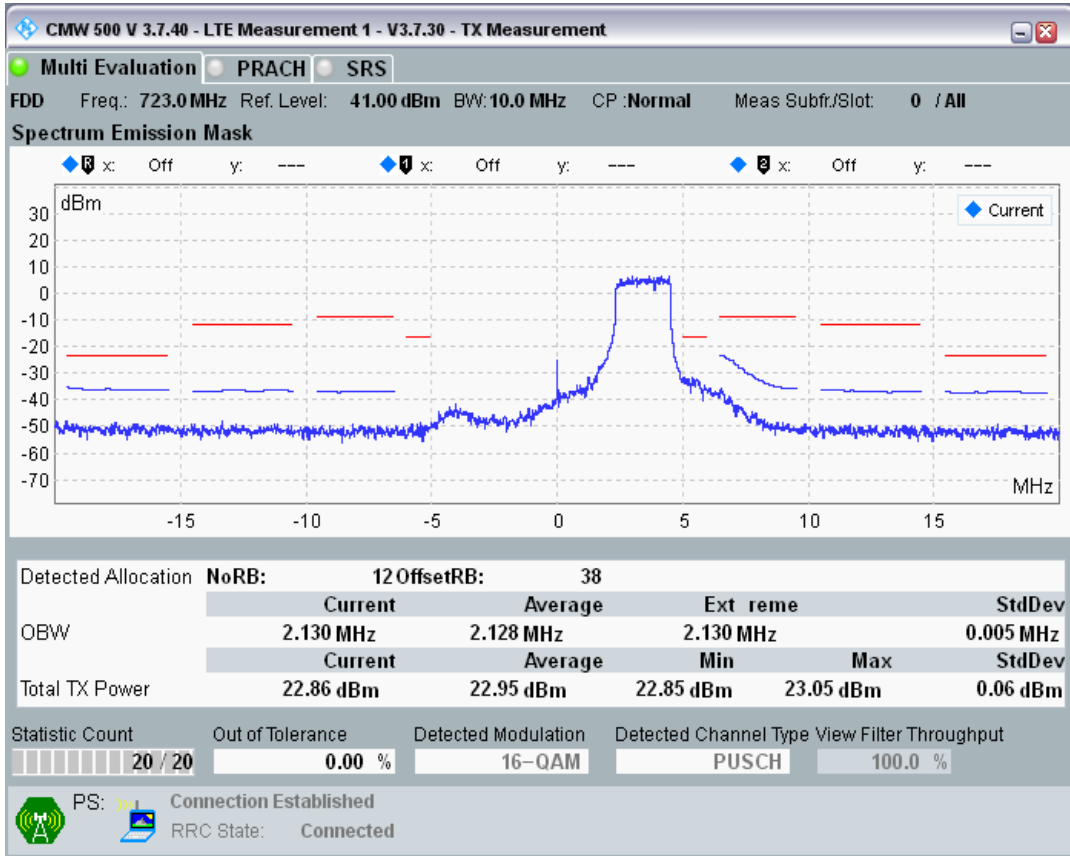 CMW 500 V 3.7.40 - LTE Measurement 1 - V3.7.30 - TX Measurement
Multi Evaluation PRACH SRS
FDD Freq.: 723.0 MHz Ref. Level: 41.00 dBm BW: 10.0 MHz CP :Normal Meas Subfr./Slot: 0 / All
Spectrum Emission Mask
R x: Off y: --- 1 x: Off y: --- 2 x: Off y: ---
dBm
Current
30
20
10
0
-10
-20
-30
-40
-50
-60
-70
MHz
-15 -10 -5 0 5 10 15
Detected Allocation NoRB: 12 OffsetRB: 38
Current Average Ext reme StdDev
OBW 2.130 MHz 2.128 MHz 2.130 MHz 0.005 MHz
Current Average Min Max StdDev
Total TX Power 22.86 dBm 22.95 dBm 22.85 dBm 23.05 dBm 0.06 dBm
Statistic Count Out of Tolerance Detected Modulation Detected Channel Type View Filter Throughput
20 / 20 0.00 % 16-QAM PUSCH 100.0 %
PS: Connection Established
RRC State: Connected